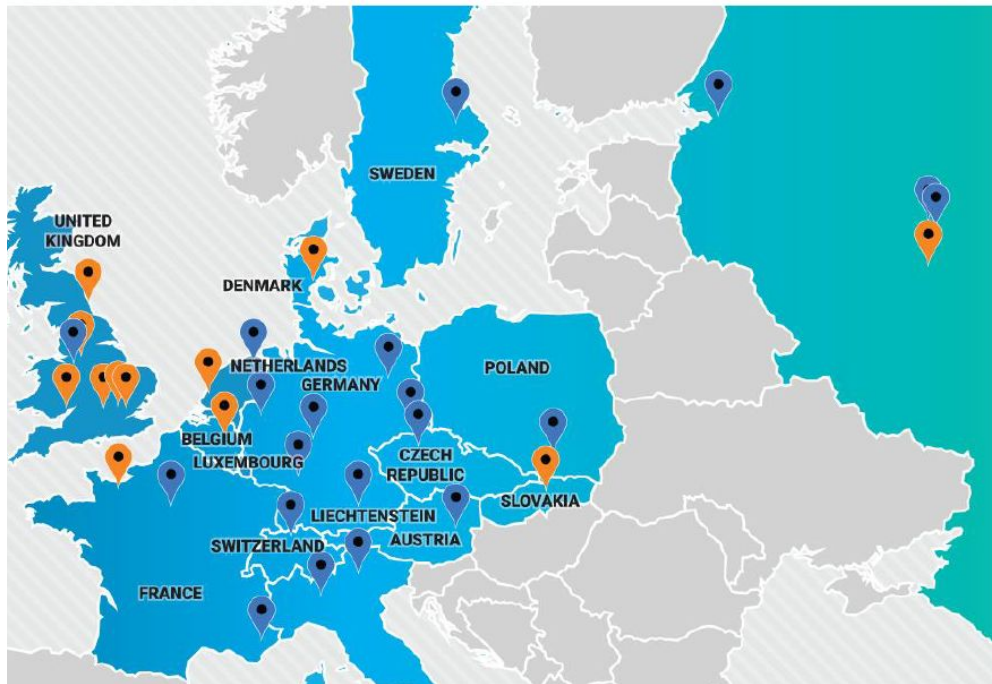 SWEDEN
UNITED
KINGDOM
DENMARK
NETHERLANDS
GERMANY
POLAND
BELGIUM
LUXEMBOURG
CZECH
REPUBLIC
SLOVAKIA
LIECHTENSTEIN
AUSTRIA
SWITZERLAND
FRANCE